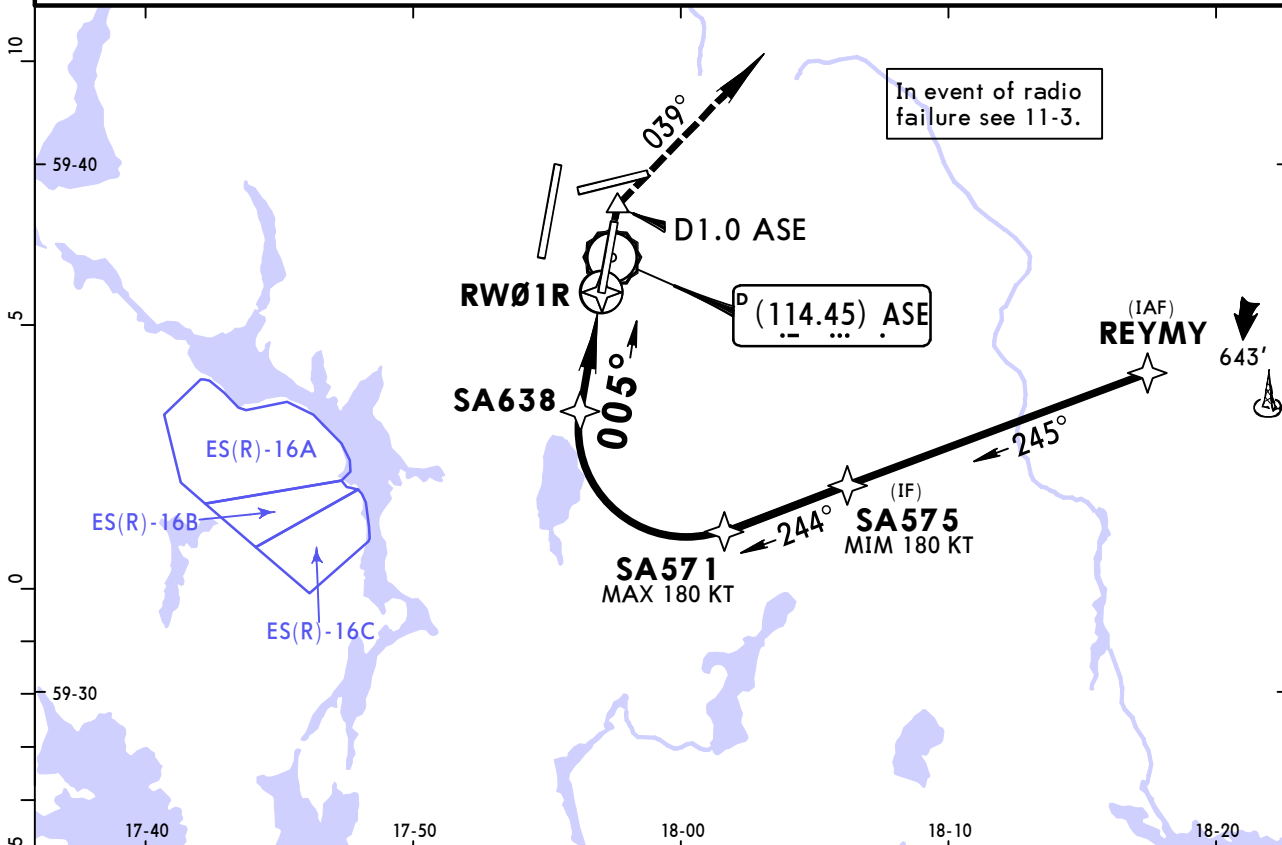 10
59-40
5
0
59-30
5
In event of radio
failure see 11-3.
039°
D1.0 ASE
RWØ1R
D (114.45) ASE
(IAF)
REYMY
643'
SA638
005°
245°
ES(R)-16A
ES(R)-16B
ES(R)-16C
(IF)
SA575
MIM 180 KT
244°
SA571
MAX 180 KT
17-40
17-50
18-00
18-10
18-20